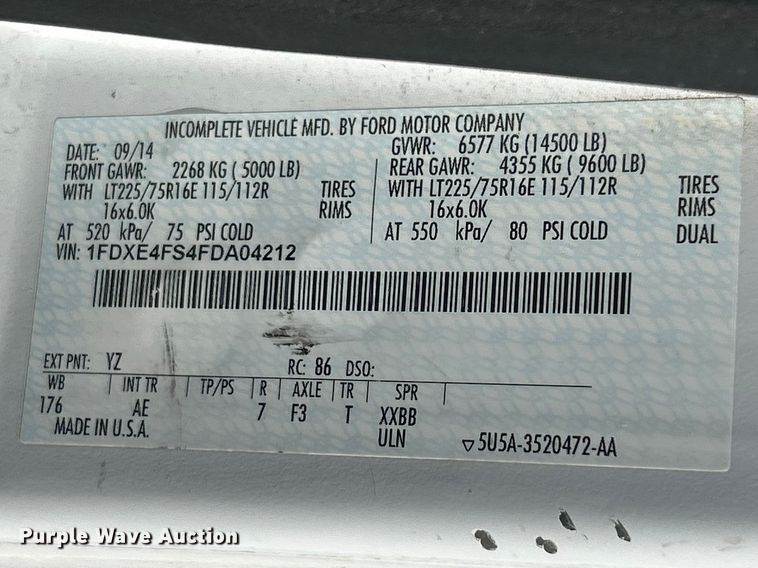 INCOMPLETE VEHICLE MFD. BY FORD MOTOR COMPANY
DATE: 09/14 GVWR: 6577 KG (14500 LB)
FRONT GAWR: 2268 KG ( 5000 LB) REAR GAWR: 4355 KG ( 9600 LB)
WITH LT225/75R16E 115/112R TIRES WITH LT225/75R16E 115/112R TIRES
16x6.0K RIMS 16x6.0K RIMS
AT 520 kPa/ 75 PSI COLD AT 550 kPa/ 80 PSI COLD DUAL
VIN: 1FDXE4FS4FDA04212
EXT PNT: YZ RC: 86 DSO:
WB INT TR TP/PS R AXLE TR SPR
176 AE 7 F3 T XXBB
MADE IN U.S.A. ULN ▽5U5A-3520472-AA
Purple Wave Auction